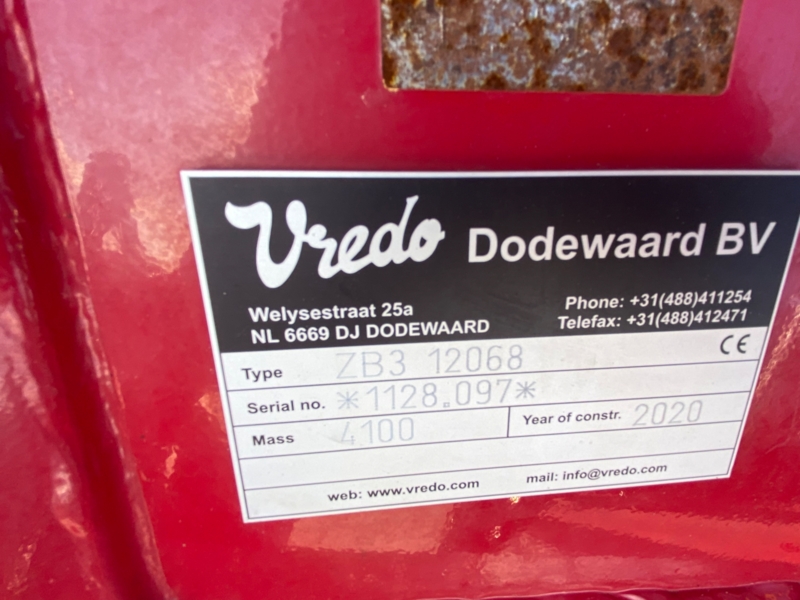 Vredo Dodewaard BV
Welysestraat 25a
NL 6669 DJ DODEWAARD
Phone: +31(488)411254
Telefax: +31(488)412471
CE
Type ZB3 12068
Serial no. *1128.097*
Mass 4100 Year of constr. 2020
web: www.vredo.com mail: info@vredo.com